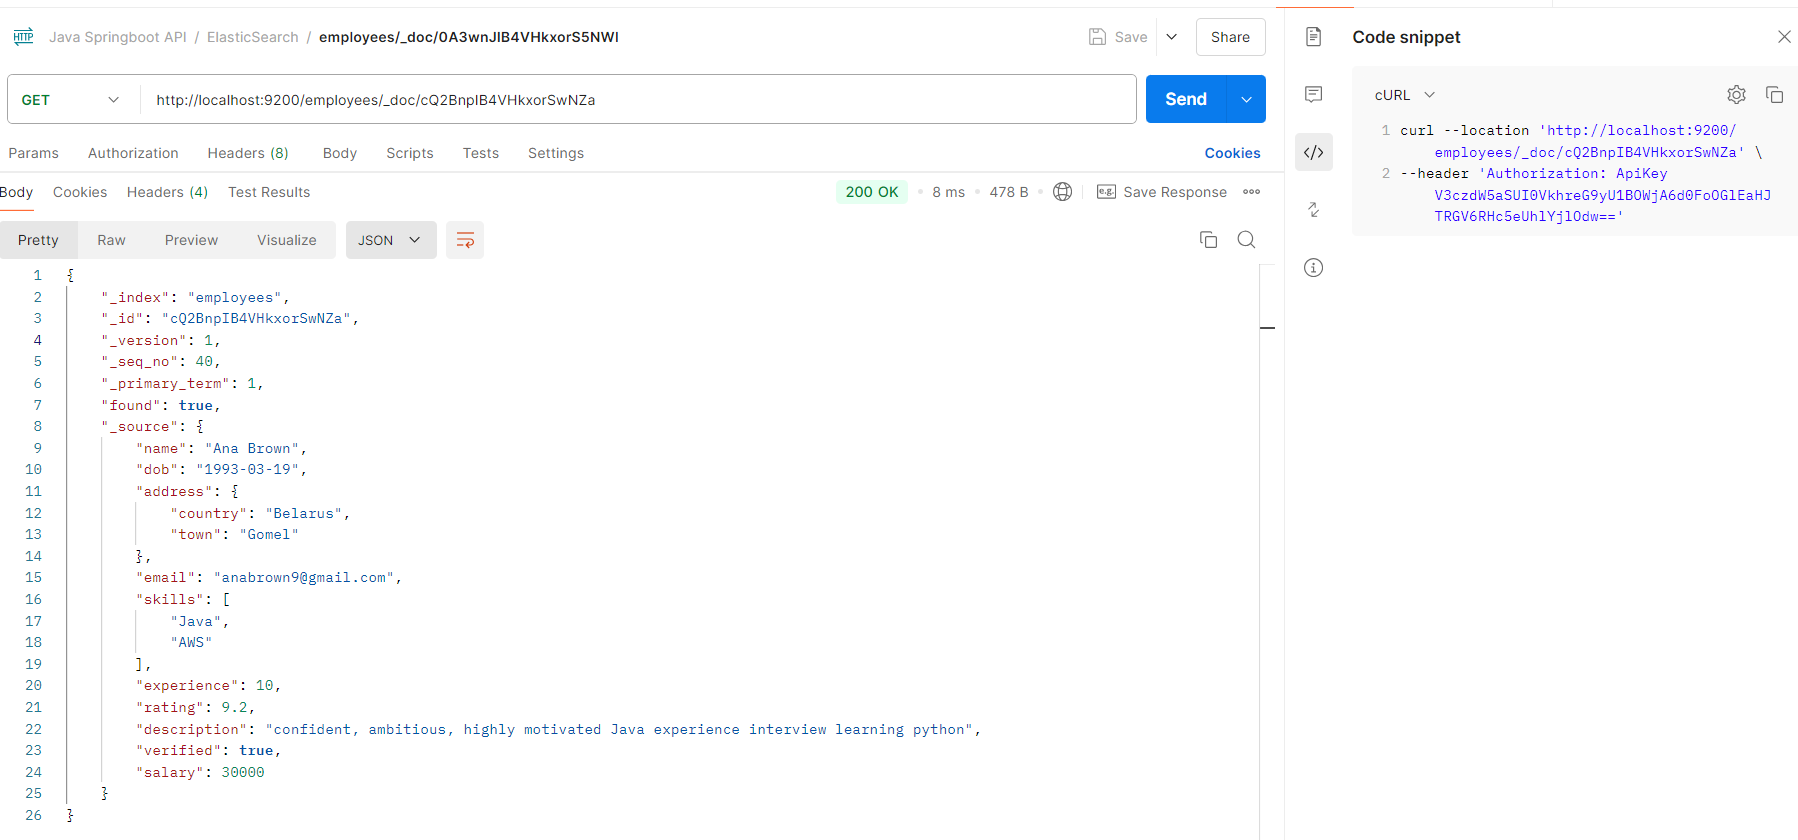 HTTP Java Springboot API / ElasticSearch / employees/_doc/0A3wnJIB4VHkxorS5NWI
Save
Share
GET
http://localhost:9200/employees/_doc/cQ2BnpIB4VHkxorSwNZa
Send
Params Authorization Headers (8) Body Scripts Tests Settings Cookies
Body Cookies Headers (4) Test Results
200 OK 8 ms 478 B e.g. Save Response
Pretty Raw Preview Visualize JSON
1 {
2 "_index": "employees",
3 "_id": "cQ2BnpIB4VHkxorSwNZa",
4 "_version": 1,
5 "_seq_no": 40,
6 "_primary_term": 1,
7 "found": true,
8 "_source": {
9 "name": "Ana Brown",
10 "dob": "1993-03-19",
11 "address": {
12 "country": "Belarus",
13 "town": "Gomel"
14 },
15 "email": "anabrown9@gmail.com",
16 "skills": [
17 "Java",
18 "AWS"
19 ],
20 "experience": 10,
21 "rating": 9.2,
22 "description": "confident, ambitious, highly motivated Java experience interview learning python",
23 "verified": true,
24 "salary": 30000
25 }
26 }
Code snippet
cURL
1 curl --location 'http://localhost:9200/
employees/_doc/cQ2BnpIB4VHkxorSwNZa' \
2 --header 'Authorization: ApiKey
V3czdW5aSUI0VkhreG9yU1BOWjA6d0FoOGlEaHJ
TRGV6RHc5eUhlYjlOdw=='